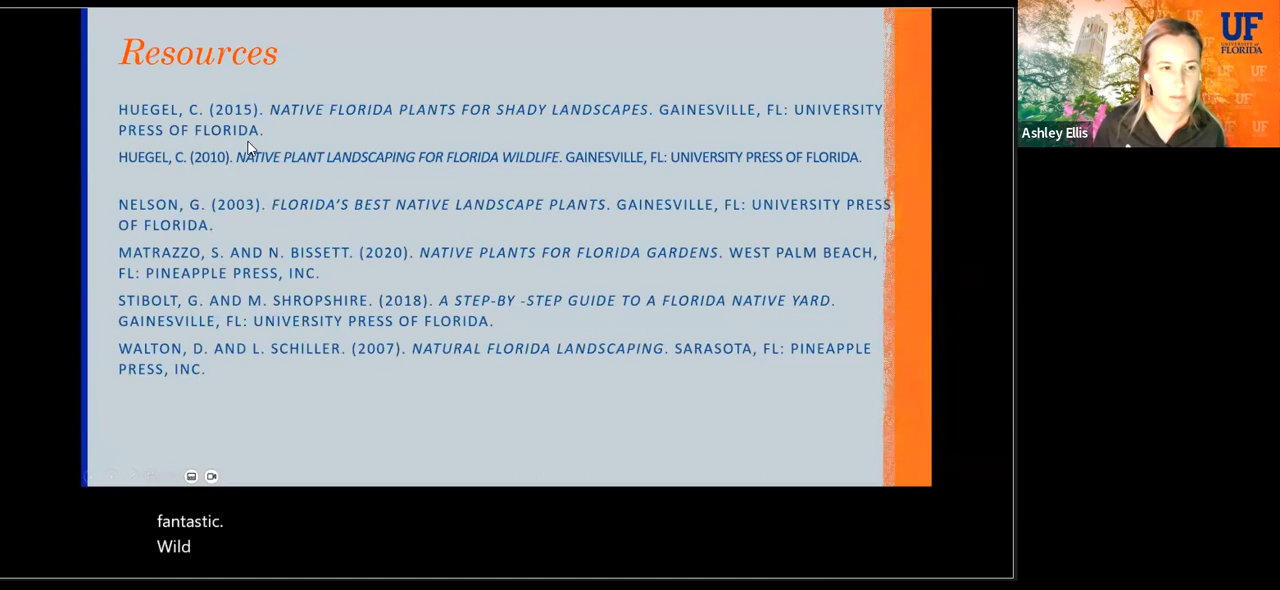 Resources
HUEGEL, C. (2015). NATIVE FLORIDA PLANTS FOR SHADY LANDSCAPES. GAINESVILLE, FL: UNIVERSITY
PRESS OF FLORIDA.
HUEGEL, C. (2010). NATIVE PLANT LANDSCAPING FOR FLORIDA WILDLIFE. GAINESVILLE, FL: UNIVERSITY PRESS OF FLORIDA.
NELSON, G. (2003). FLORIDA’S BEST NATIVE LANDSCAPE PLANTS. GAINESVILLE, FL: UNIVERSITY PRESS
OF FLORIDA.
MATRAZZO, S. AND N. BISSETT. (2020). NATIVE PLANTS FOR FLORIDA GARDENS. WEST PALM BEACH,
FL: PINEAPPLE PRESS, INC.
STIBOLT, G. AND M. SHROPSHIRE. (2018). A STEP-BY -STEP GUIDE TO A FLORIDA NATIVE YARD.
GAINESVILLE, FL: UNIVERSITY PRESS OF FLORIDA.
WALTON, D. AND L. SCHILLER. (2007). NATURAL FLORIDA LANDSCAPING. SARASOTA, FL: PINEAPPLE
PRESS, INC.
fantastic.
Wild
UF
UNIVERSITY of
FLORIDA
UF
UF
UF
UF
Ashley Ellis